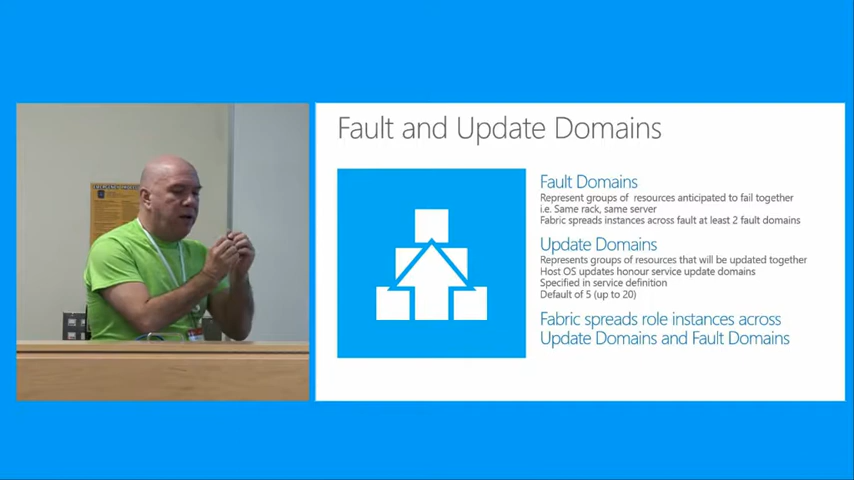 EMERGENCY
Fault and Update Domains
Fault Domains
Represent groups of resources anticipated to fail together
i.e. Same rack, same server
Fabric spreads instances across fault at least 2 fault domains
Update Domains
Represents groups of resources that will be updated together
Host OS updates honour service update domains
Specified in service definition
Default of 5 (up to 20)
Fabric spreads role instances across
Update Domains and Fault Domains